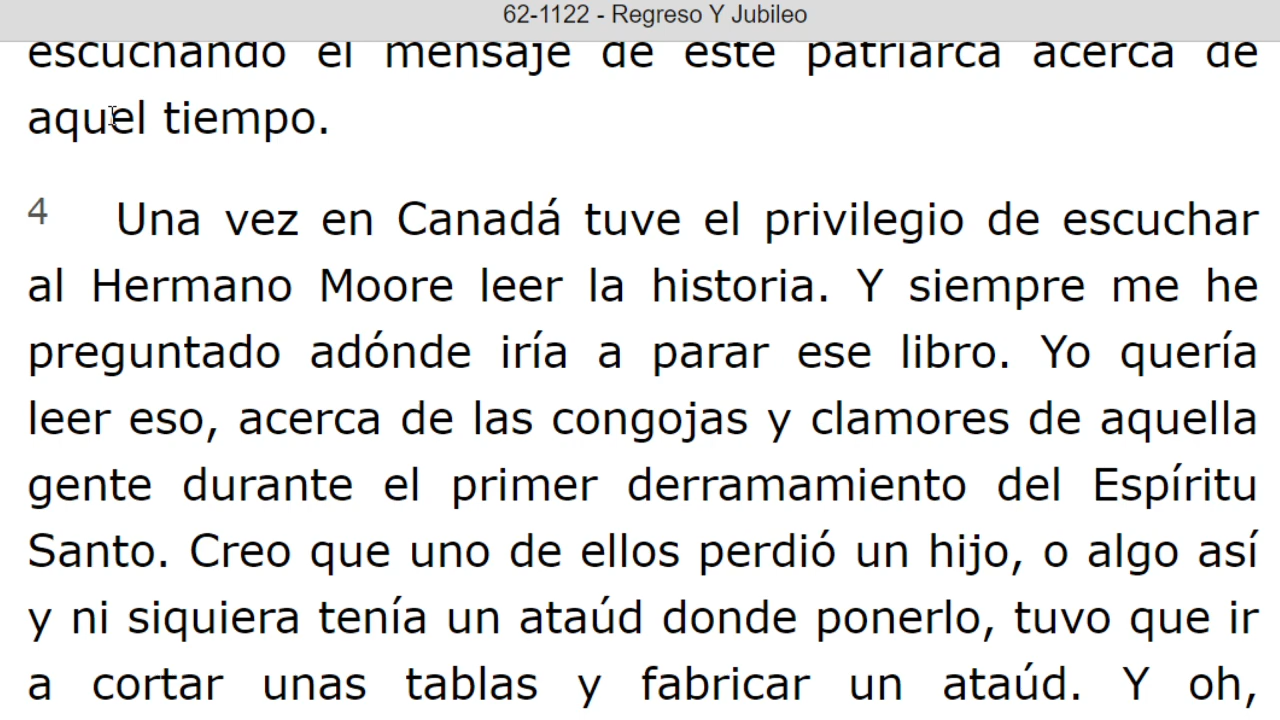 62-1122 - Regreso Y Jubileo
escuchando el mensaje de este patriarca acerca de
aquel tiempo.
4 Una vez en Canadá tuve el privilegio de escuchar
al Hermano Moore leer la historia. Y siempre me he
preguntado adónde iría a parar ese libro. Yo quería
leer eso, acerca de las congojas y clamores de aquella
gente durante el primer derramamiento del Espíritu
Santo. Creo que uno de ellos perdió un hijo, o algo así
y ni siquiera tenía un ataúd donde ponerlo, tuvo que ir
a cortar unas tablas y fabricar un ataúd. Y oh,